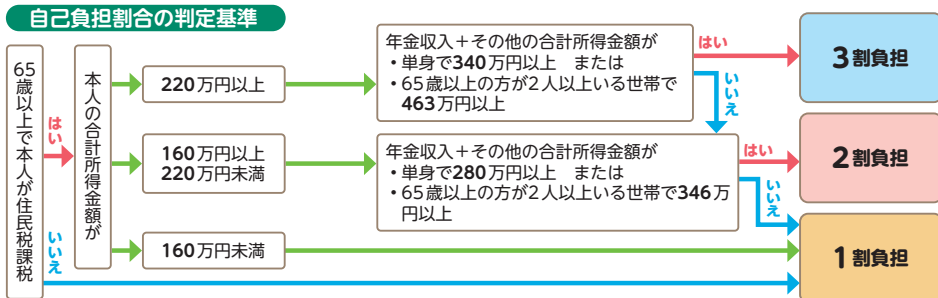 自己負担割合の判定基準
65歳以上で本人が住民税課税
はい
いいえ
本人の合計所得金額が
220万円以上
160万円以上
220万円未満
160万円未満
年金収入+その他の合計所得金額が
・単身で340万円以上 または
・65歳以上の方が2人以上いる世帯で
463万円以上
はい
いいえ
年金収入+その他の合計所得金額が
・単身で280万円以上 または
・65歳以上の方が2人以上いる世帯で346万
円以上
はい
いいえ
3割負担
2割負担
1割負担